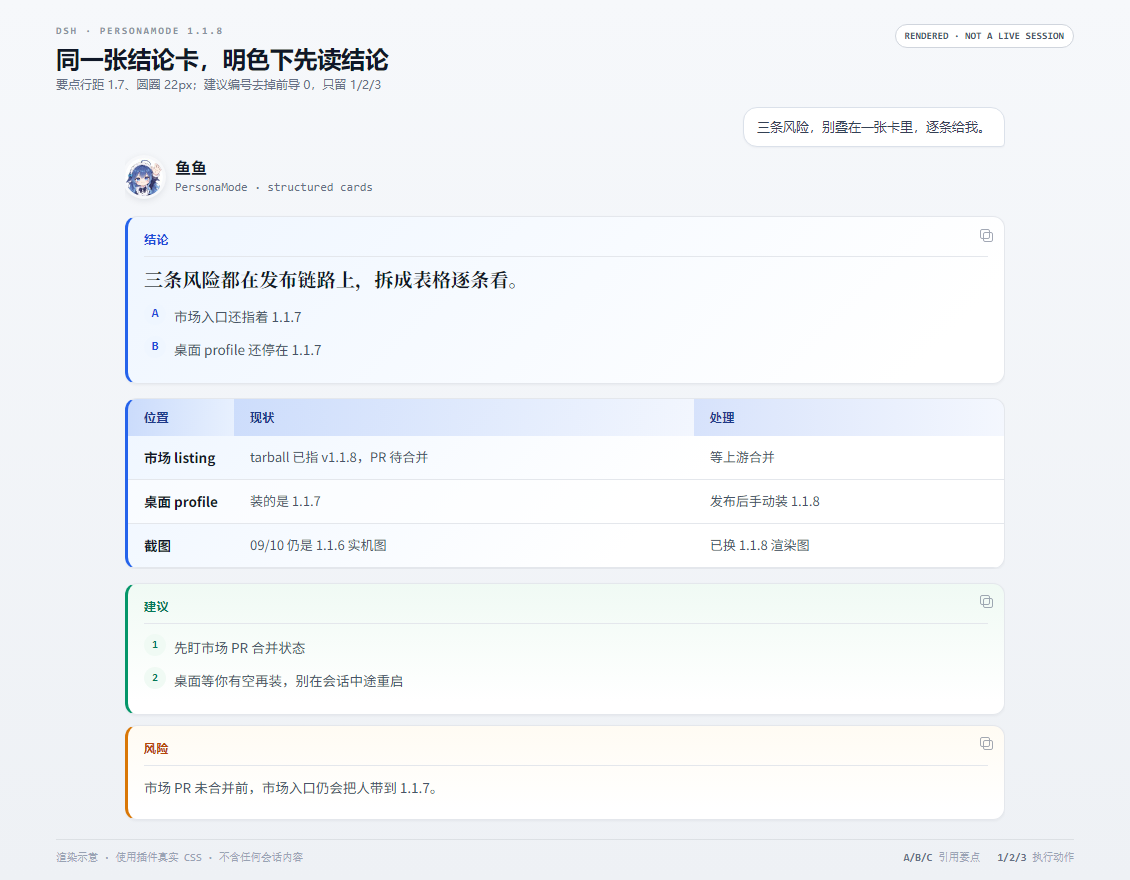 DSH · PERSONAMODE 1.1.8
RENDERED · NOT A LIVE SESSION
同一张结论卡，明色下先读结论
要点行距 1.7、圆圈 22px；建议编号去掉前导 0，只留 1/2/3
三条风险，别叠在一张卡里，逐条给我。
鱼鱼
PersonaMode · structured cards
结论
三条风险都在发布链路上，拆成表格逐条看。
A 市场入口还指着 1.1.7
B 桌面 profile 还停在 1.1.7
位置 现状 处理
市场 listing tarball 已指 v1.1.8，PR 待合并 等上游合并
桌面 profile 装的是 1.1.7 发布后手动装 1.1.8
截图 09/10 仍是 1.1.6 实机图 已换 1.1.8 渲染图
建议
1 先盯市场 PR 合并状态
2 桌面等你有空再装，别在会话中途重启
风险
市场 PR 未合并前，市场入口仍会把人带到 1.1.7。
渲染示意 · 使用插件真实 CSS · 不含任何会话内容
A/B/C 引用要点 1/2/3 执行动作